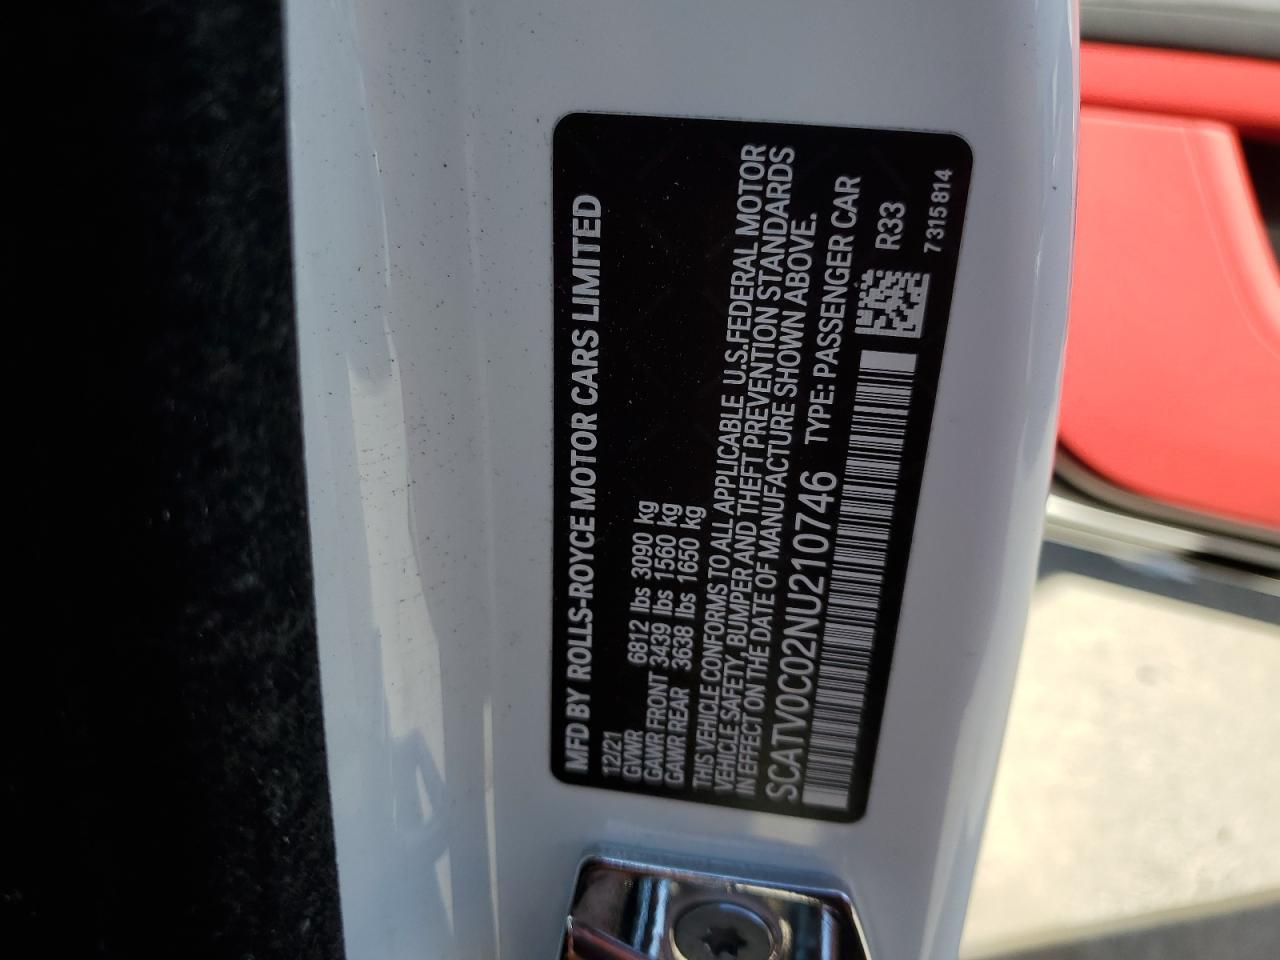 MFD BY ROLLS-ROYCE MOTOR CARS LIMITED
12/21
GVWR 6812 lbs 3090 kg
GAWR FRONT 3439 lbs 1560 kg
GAWR REAR 3638 lbs 1650 kg
THIS VEHICLE CONFORMS TO ALL APPLICABLE U.S.FEDERAL MOTOR
VEHICLE SAFETY, BUMPER AND THEFT PREVENTION STANDARDS
IN EFFECT ON THE DATE OF MANUFACTURE SHOWN ABOVE.
SCATV0C02NU210746 TYPE: PASSENGER CAR
R33
7 315 814